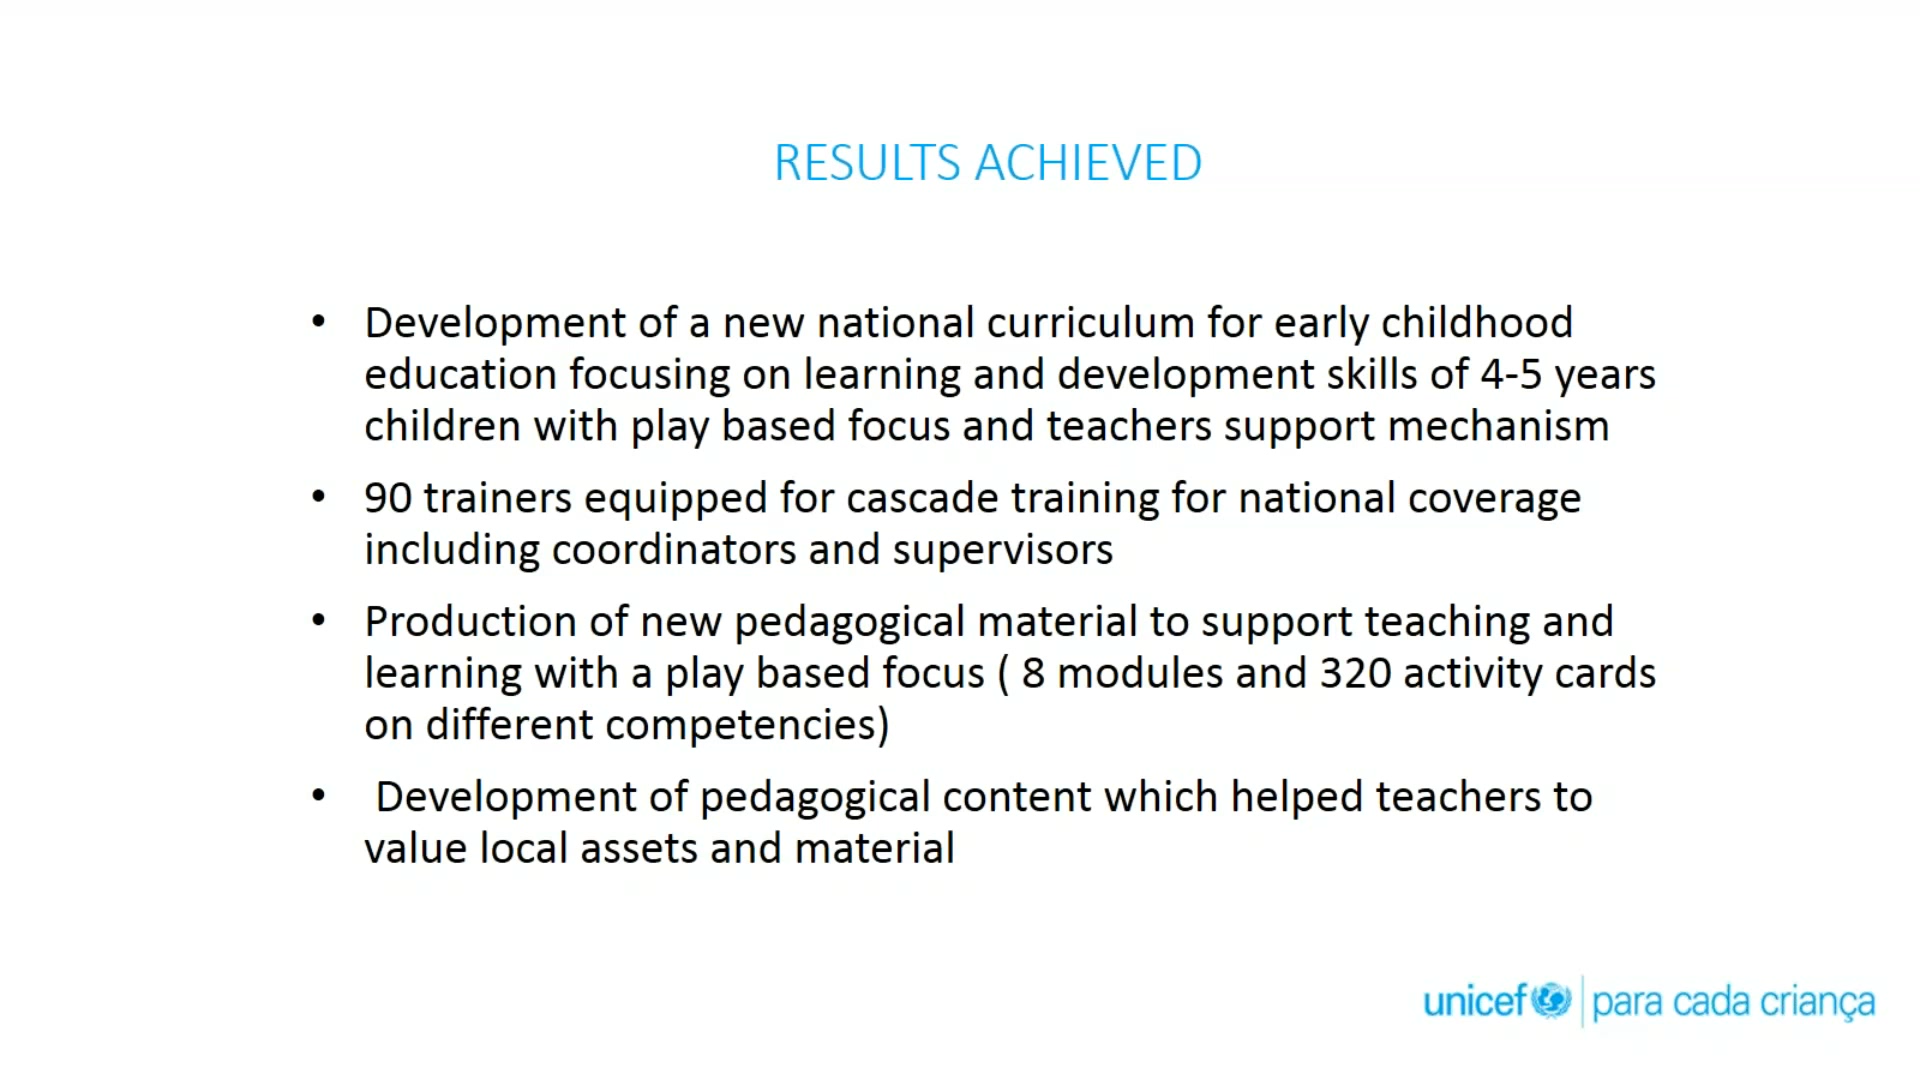 RESULTS ACHIEVED
• Development of a new national curriculum for early childhood
education focusing on learning and development skills of 4-5 years
children with play based focus and teachers support mechanism
• 90 trainers equipped for cascade training for national coverage
including coordinators and supervisors
• Production of new pedagogical material to support teaching and
learning with a play based focus ( 8 modules and 320 activity cards
on different competencies)
• Development of pedagogical content which helped teachers to
value local assets and material
unicef | para cada criança